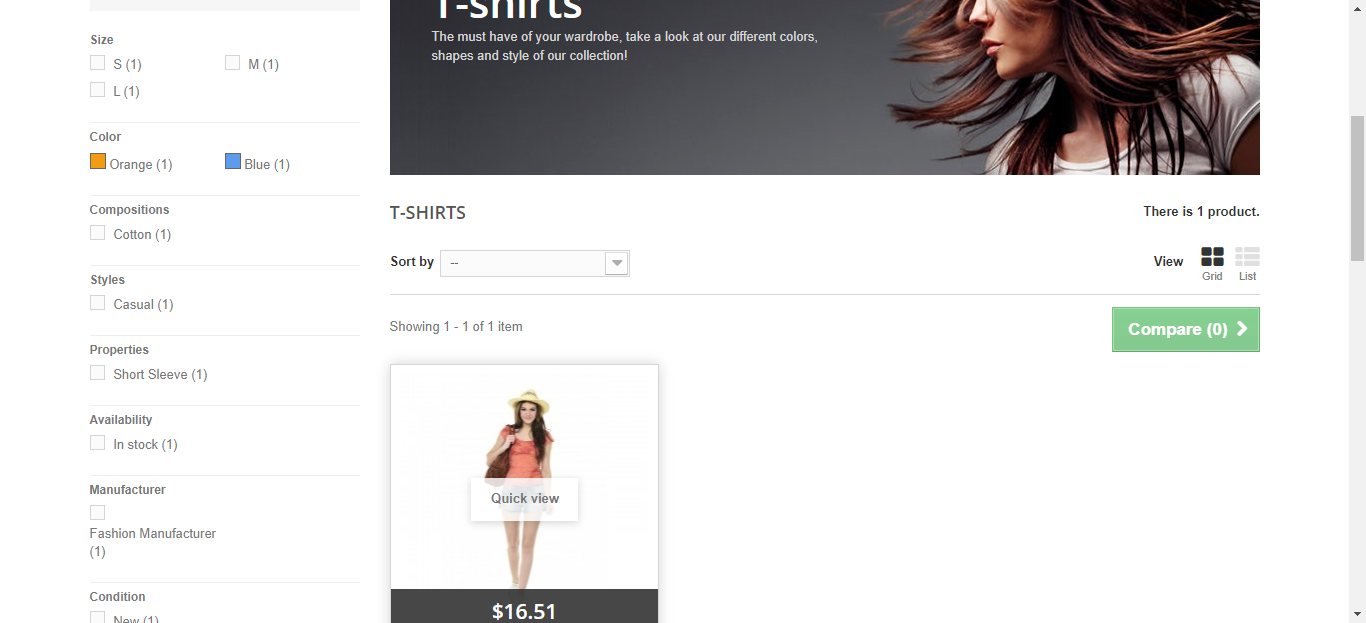 Size
S (1)
M (1)
L (1)
Color
Orange (1)
Blue (1)
Compositions
Cotton (1)
Styles
Casual (1)
Properties
Short Sleeve (1)
Availability
In stock (1)
Manufacturer
Fashion Manufacturer
(1)
Condition
New (1)
T-shirts
The must have of your wardrobe, take a look at our different colors,
shapes and style of our collection!
T-SHIRTS
There is 1 product.
Sort by
--
View
Grid
List
Showing 1 - 1 of 1 item
Compare (0)
Quick view
$16.51